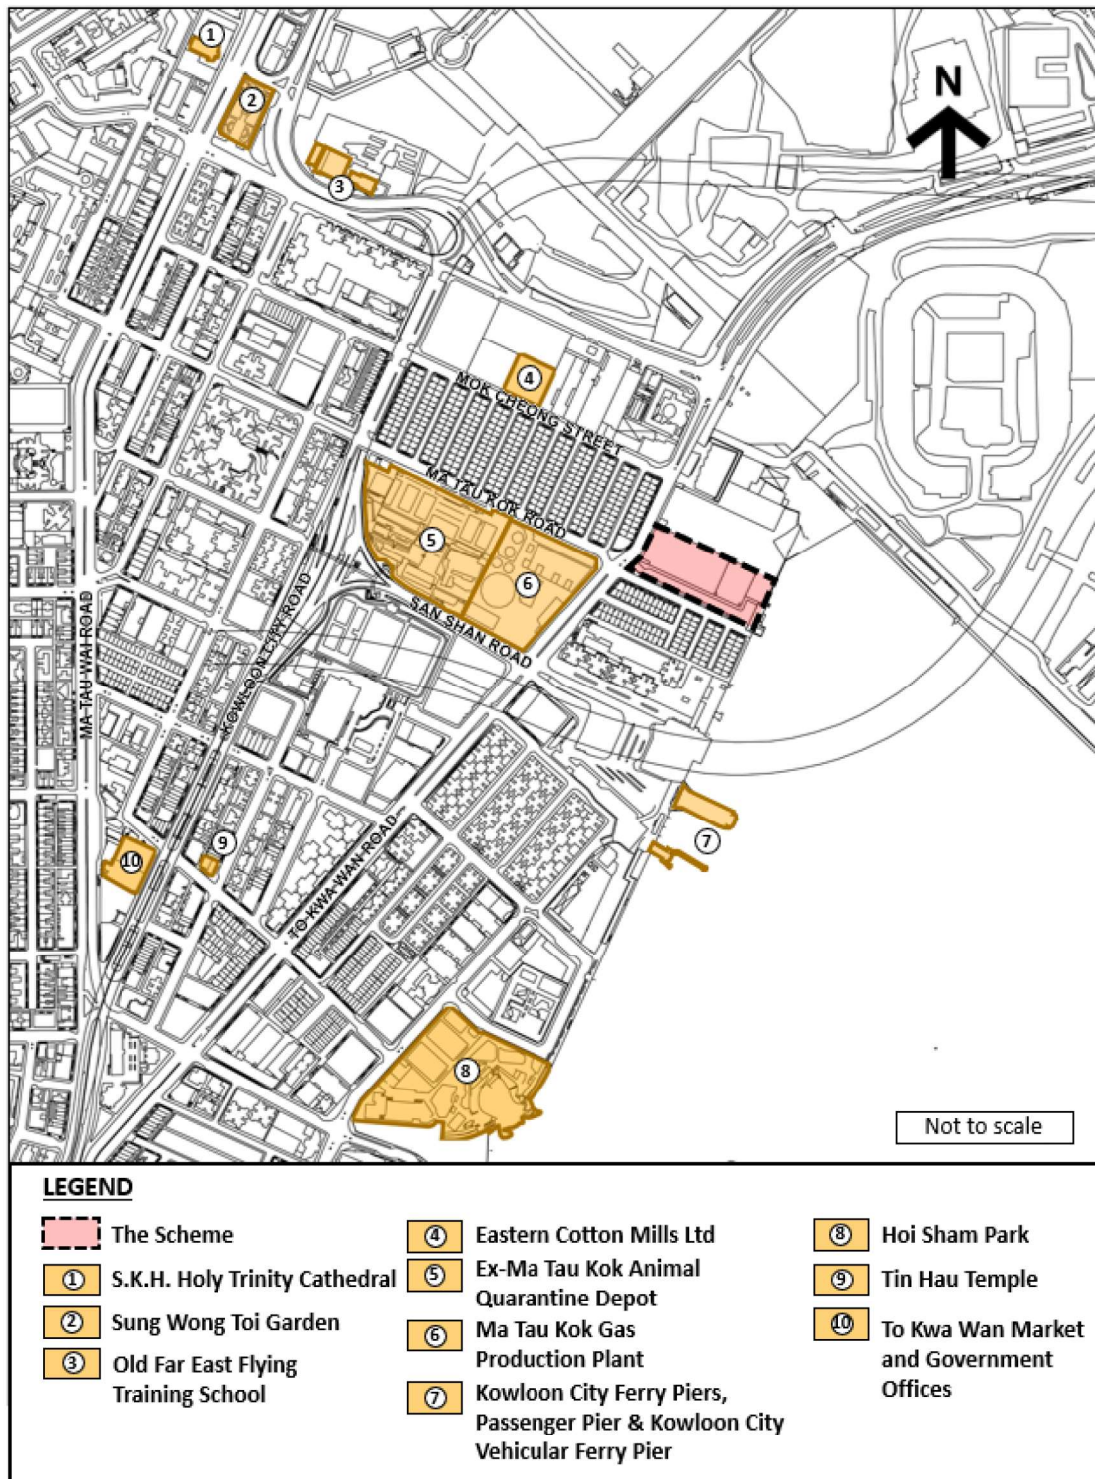 1
2
N
3
4
MOK CHEONG STREET
MA TAU KOK ROAD
5
6
SAN SHAN ROAD
KOWLOON CITY ROAD
MA TAU WAI ROAD
7
9
10
TO KWA WAN ROAD
8
Not to scale
LEGEND
The Scheme
1 S.K.H. Holy Trinity Cathedral
2 Sung Wong Toi Garden
3 Old Far East Flying
Training School
4 Eastern Cotton Mills Ltd
5 Ex-Ma Tau Kok Animal
Quarantine Depot
6 Ma Tau Kok Gas
Production Plant
7 Kowloon City Ferry Piers,
Passenger Pier & Kowloon City
Vehicular Ferry Pier
8 Hoi Sham Park
9 Tin Hau Temple
10 To Kwa Wan Market
and Government
Offices